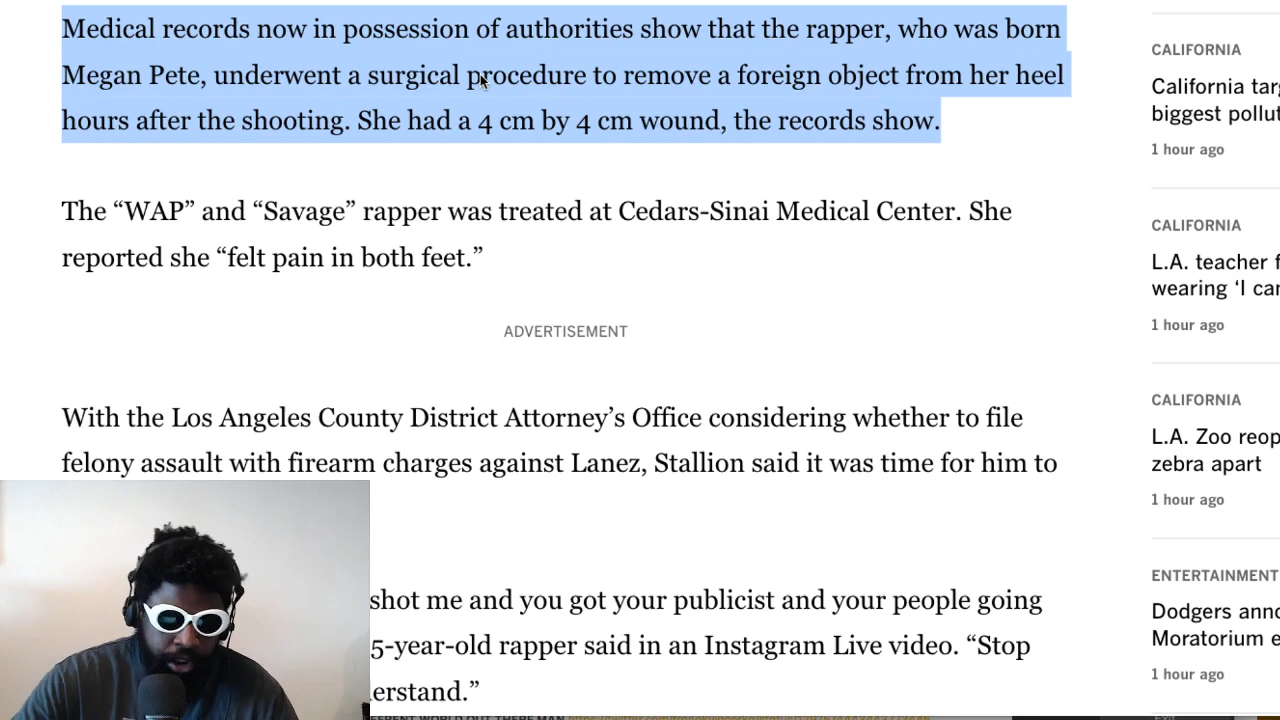 Medical records now in possession of authorities show that the rapper, who was born
Megan Pete, underwent a surgical procedure to remove a foreign object from her heel
hours after the shooting. She had a 4 cm by 4 cm wound, the records show.
The “WAP” and “Savage” rapper was treated at Cedars-Sinai Medical Center. She
reported she “felt pain in both feet.”
ADVERTISEMENT
With the Los Angeles County District Attorney’s Office considering whether to file
felony assault with firearm charges against Lanez, Stallion said it was time for him to
shot me and you got your publicist and your people going
5-year-old rapper said in an Instagram Live video. “Stop
erstand.”
CALIFORNIA
California tar
biggest pollut
1 hour ago
CALIFORNIA
L.A. teacher f
wearing ‘I ca
1 hour ago
CALIFORNIA
L.A. Zoo reop
zebra apart
1 hour ago
ENTERTAINMENT
Dodgers anno
Moratorium e
1 hour ago